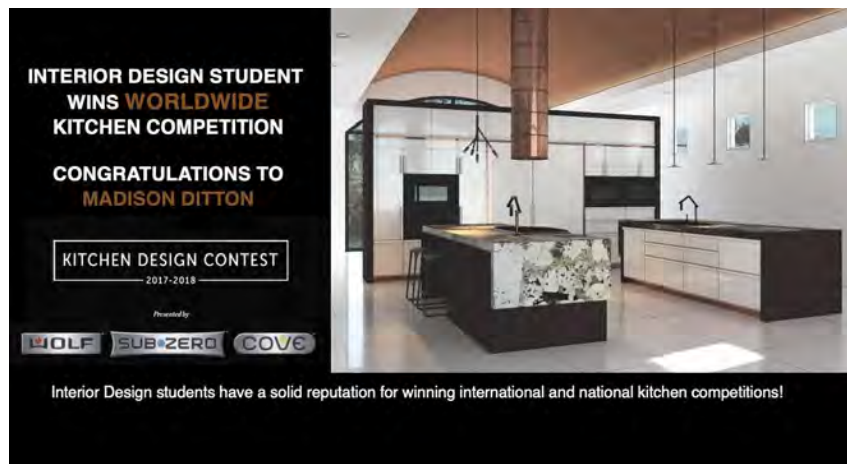 INTERIOR DESIGN STUDENT
WINS WORLDWIDE
KITCHEN COMPETITION
CONGRATULATIONS TO
MADISON DITTON
KITCHEN DESIGN CONTEST
2017-2018
Presented by
WOLF SUB-ZERO COVE
Interior Design students have a solid reputation for winning international and national kitchen competitions!